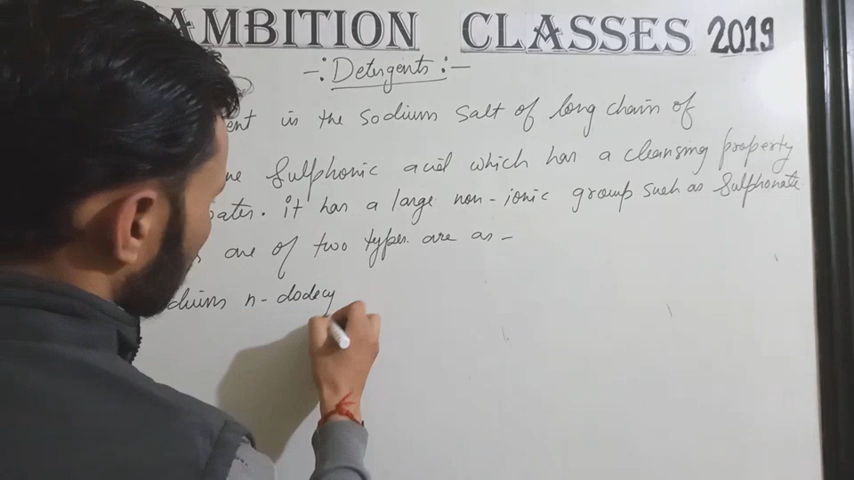 AMBITION CLASSES 2019
-: Detergents :-
ent is the sodium salt of long chain of
ne Sulphonic acid which has a cleansing property
ater. it has a large non-ionic group such as Sulphonate
are of two types are as -
dium n-dodecy